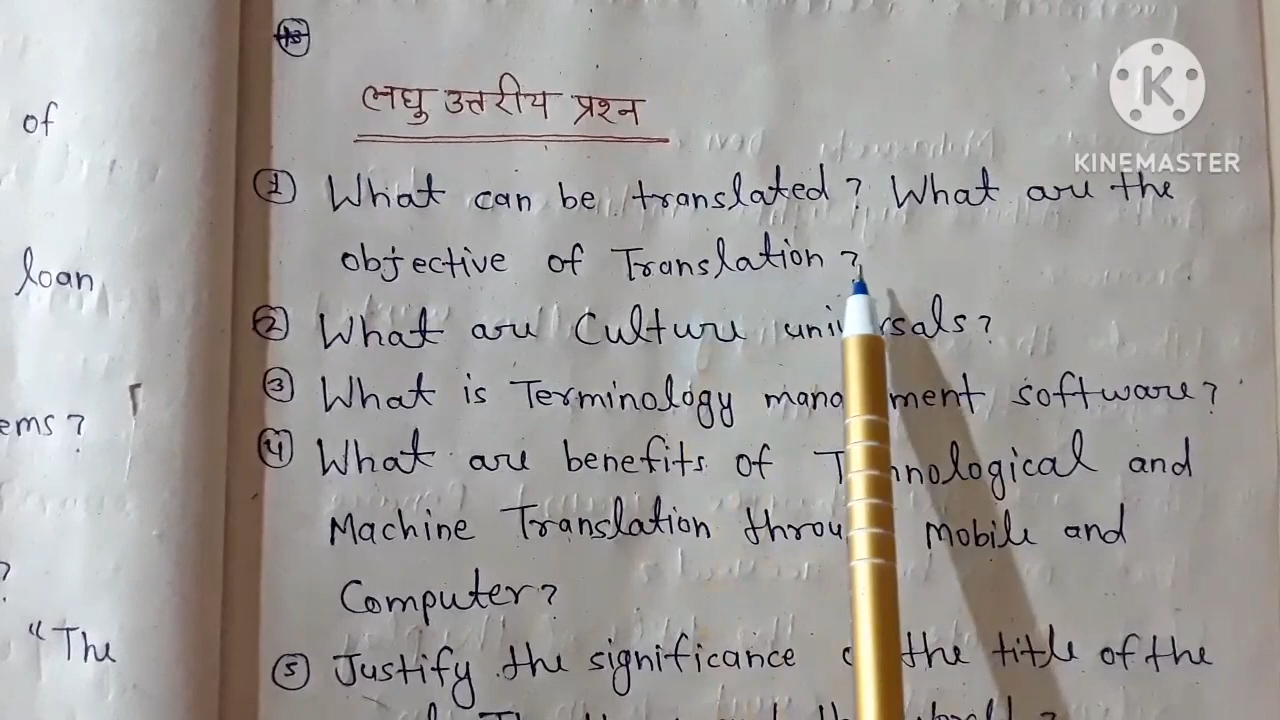 of
loan
ems?
?
"The
लघु उत्तरीय प्रश्न
① What can be translated? What are the
objective of Translation?
② What are Culture universals?
③ What is Terminology management software?
④ What are benefits of Technological and
Machine Translation through Mobile and
Computer?
⑤ Justify the significance of the title of the
K
KINEMASTER